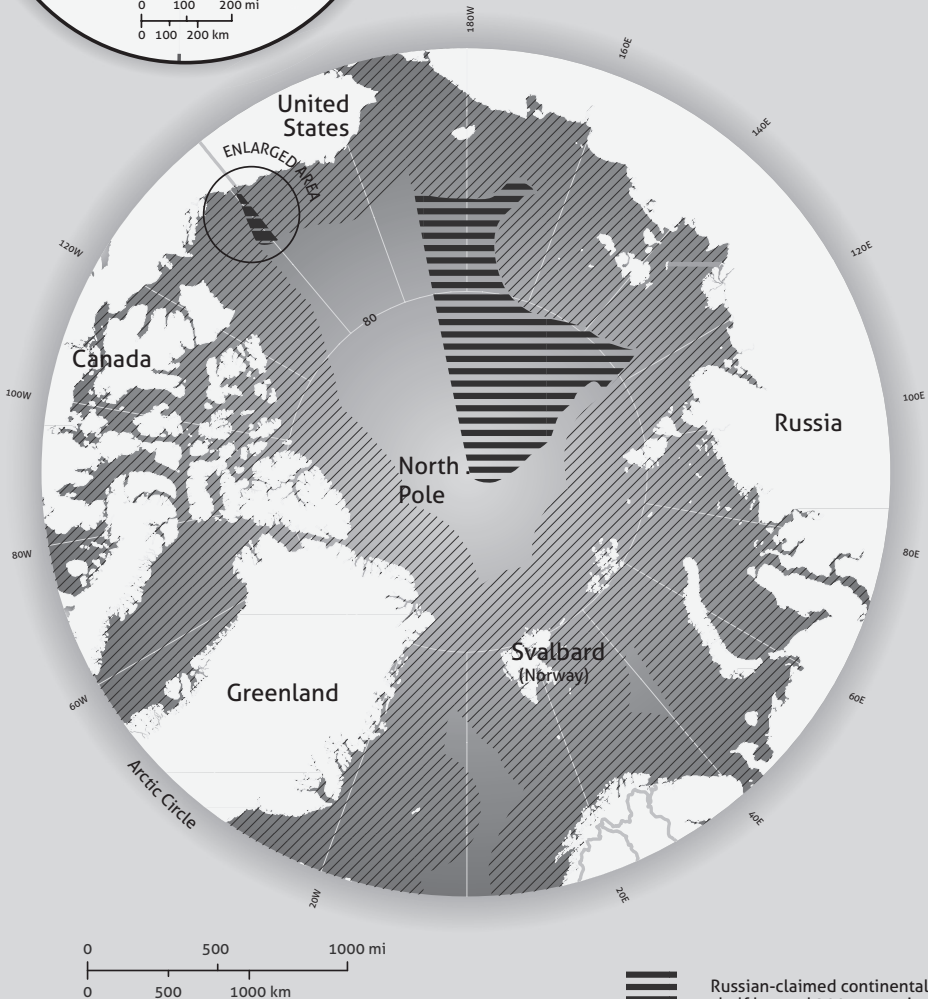 0 100 200 mi
0 100 200 km
180W
160E
140E
120E
100E
80E
60E
40E
20E
20W
60W
80W
100W
120W
United
States
ENLARGED AREA
80
Canada
Russia
North
Pole
Svalbard
(Norway)
Greenland
Arctic Circle
0 500 1000 mi
0 500 1000 km
Russian-claimed continental